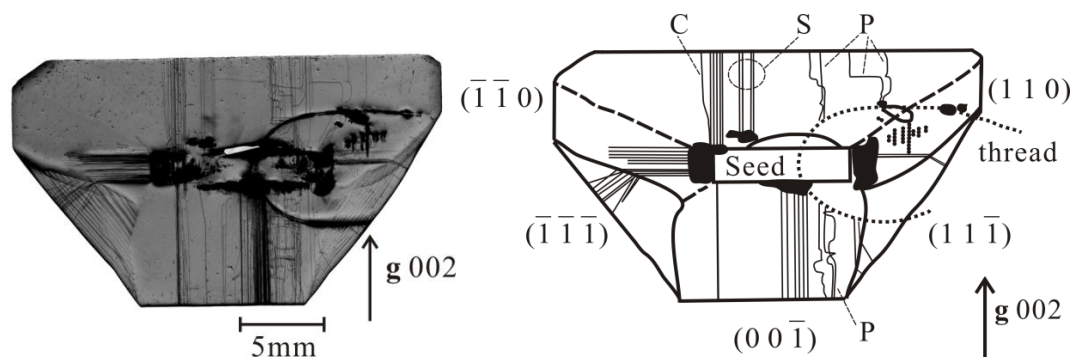 g 002
5mm
C S P
(1̄ 1̄ 0) (1 1 0)
thread
Seed
(1̄ 1̄ 1̄) (1 1 1̄)
(0 0 1̄) P
g 002